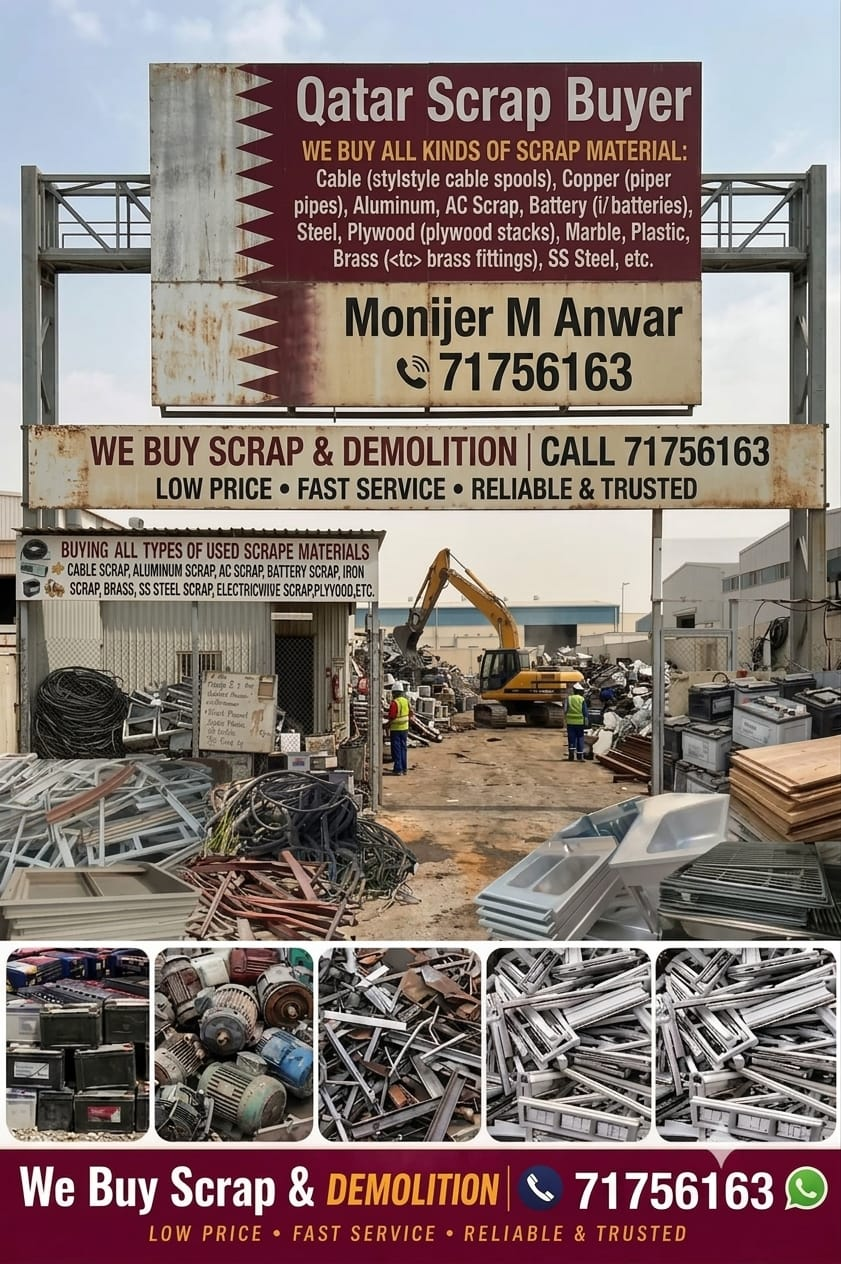 Qatar Scrap Buyer
WE BUY ALL KINDS OF SCRAP MATERIAL:
Cable (stylstyle cable spools), Copper (piper
pipes), Aluminum, AC Scrap, Battery (i/batteries),
Steel, Plywood (plywood stacks), Marble, Plastic,
Brass (<tc> brass fittings), SS Steel, etc.
Monijer M Anwar
71756163
WE BUY SCRAP & DEMOLITION | CALL 71756163
LOW PRICE • FAST SERVICE • RELIABLE & TRUSTED
BUYING ALL TYPES OF USED SCRAPE MATERIALS
CABLE SCRAP, ALUMINUM SCRAP, AC SCRAP, BATTERY SCRAP, IRON
SCRAP, BRASS, SS STEEL SCRAP, ELECTRICWIIVE SCRAP,PLYYOOD,ETC.
We Buy Scrap & DEMOLITION | 71756163
LOW PRICE • FAST SERVICE • RELIABLE & TRUSTED